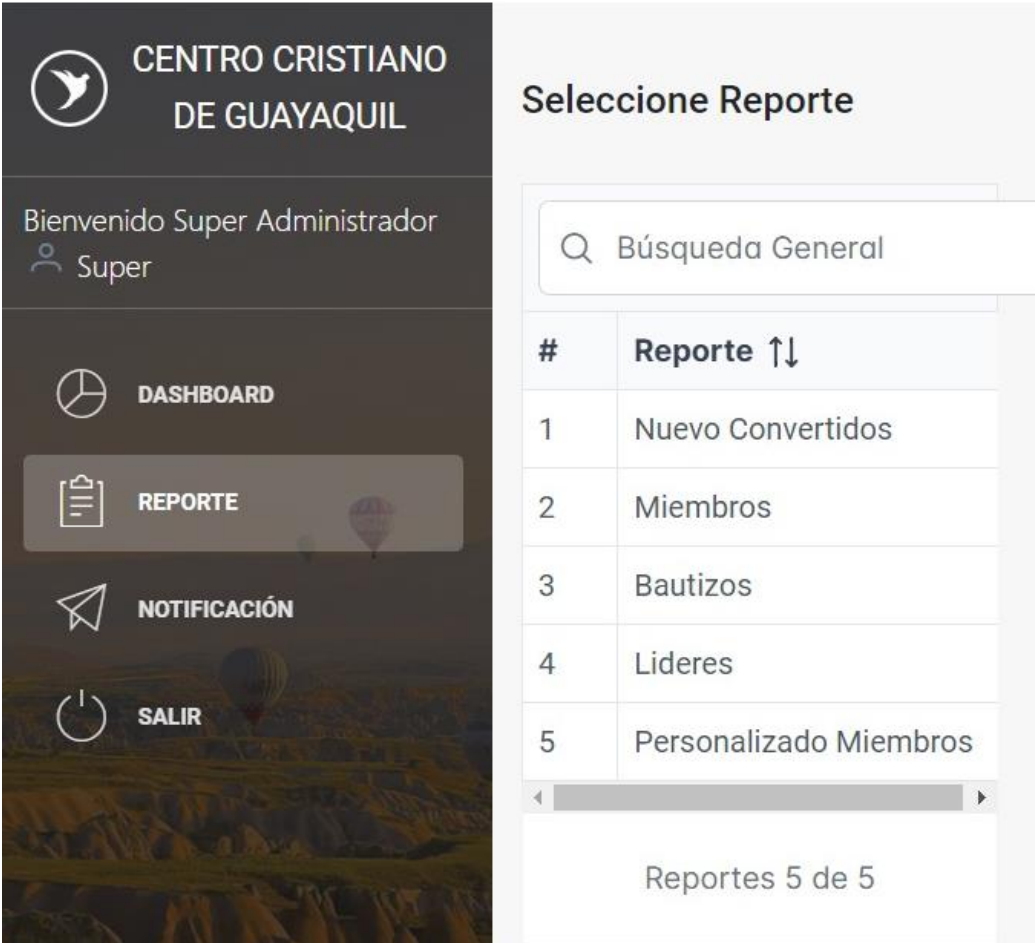 CENTRO CRISTIANO
DE GUAYAQUIL
Bienvenido Super Administrador
Super
DASHBOARD
REPORTE
NOTIFICACIÓN
SALIR
Seleccione Reporte
Búsqueda General
# Reporte ↑↓
1 Nuevo Convertidos
2 Miembros
3 Bautizos
4 Lideres
5 Personalizado Miembros
Reportes 5 de 5